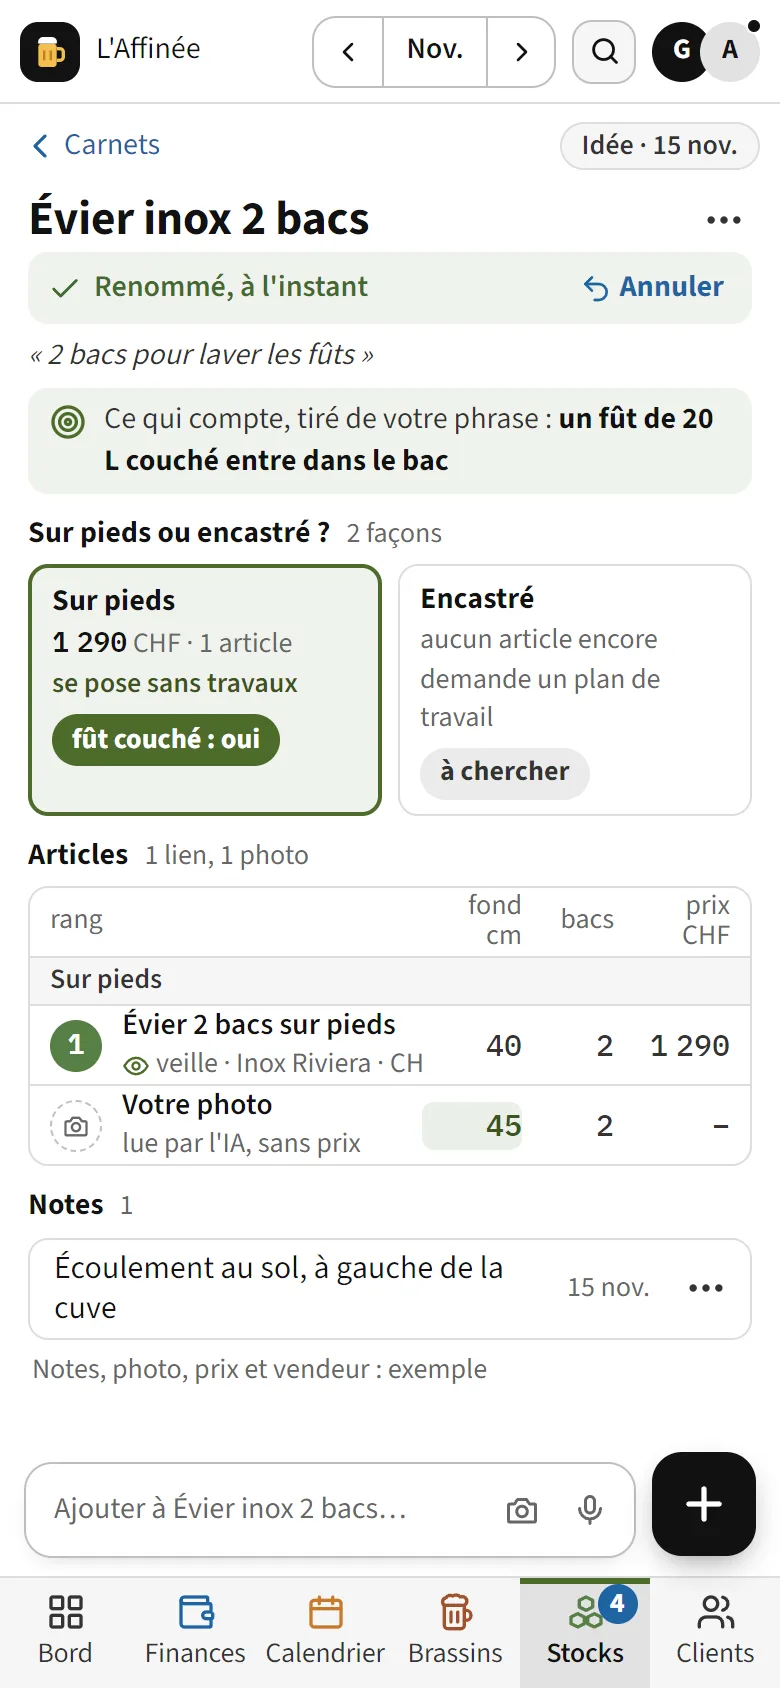 L'Affinée
Nov.
G
A
Carnets
Idée · 15 nov.
Évier inox 2 bacs
Renommé, à l'instant
Annuler
« 2 bacs pour laver les fûts »
Ce qui compte, tiré de votre phrase : un fût de 20
L couché entre dans le bac
Sur pieds ou encastré ? 2 façons
Sur pieds
1 290 CHF · 1 article
se pose sans travaux
fût couché : oui
Encastré
aucun article encore
demande un plan de
travail
à chercher
Articles 1 lien, 1 photo
rang
fond
cm
bacs
prix
CHF
Sur pieds
1
Évier 2 bacs sur pieds
veille · Inox Riviera · CH
40
2
1 290
Votre photo
lue par l'IA, sans prix
45
2
–
Notes 1
Écoulement au sol, à gauche de la
cuve
15 nov.
Notes, photo, prix et vendeur : exemple
Ajouter à Évier inox 2 bacs…
Bord
Finances
Calendrier
Brassins
4
Stocks
Clients